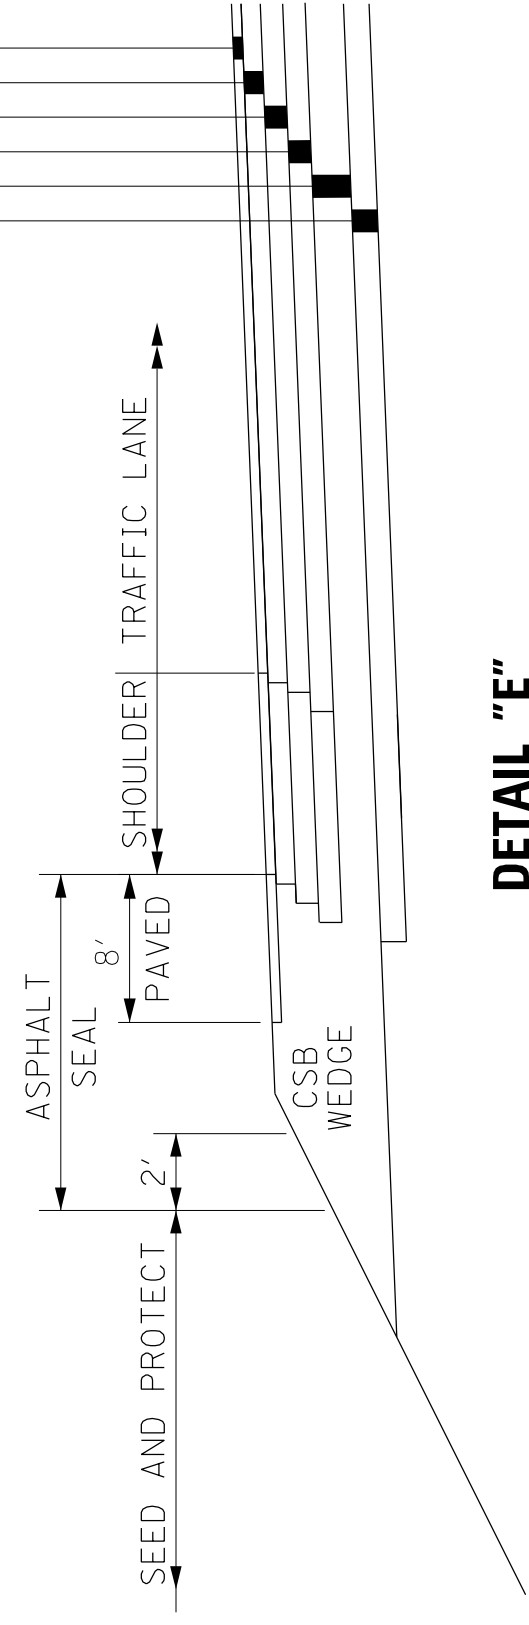 ASPHALT
SEAL
8'
PAVED
SHOULDER
TRAFFIC LANE
SEED AND PROTECT
2'
CSB
WEDGE
DETAIL "E"